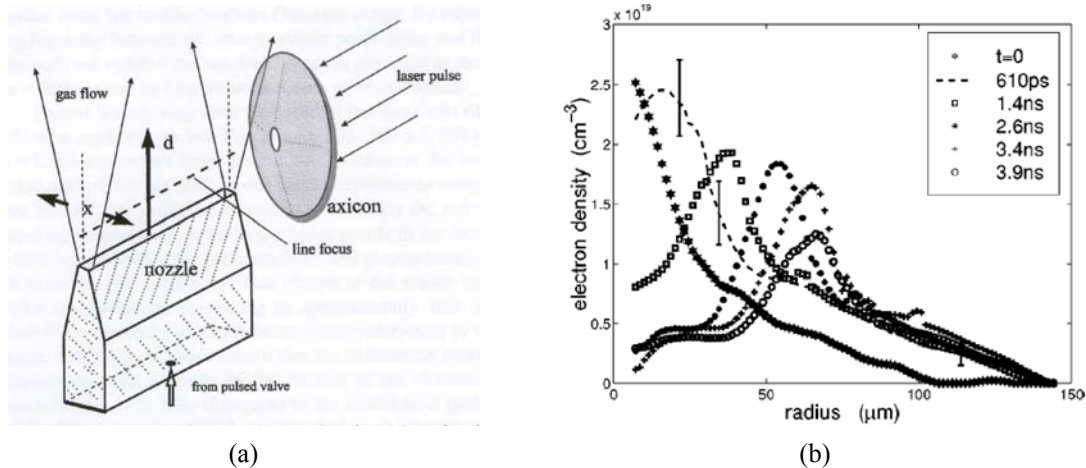 gas flow
laser pulse
d
x
axicon
line focus
nozzle
from pulsed valve
(a)
x 10^19
3
2.5
2
1.5
1
0.5
0
0
50
100
150
electron density (cm^-3)
radius (μm)
t=0
610ps
1.4ns
2.6ns
3.4ns
3.9ns
(b)